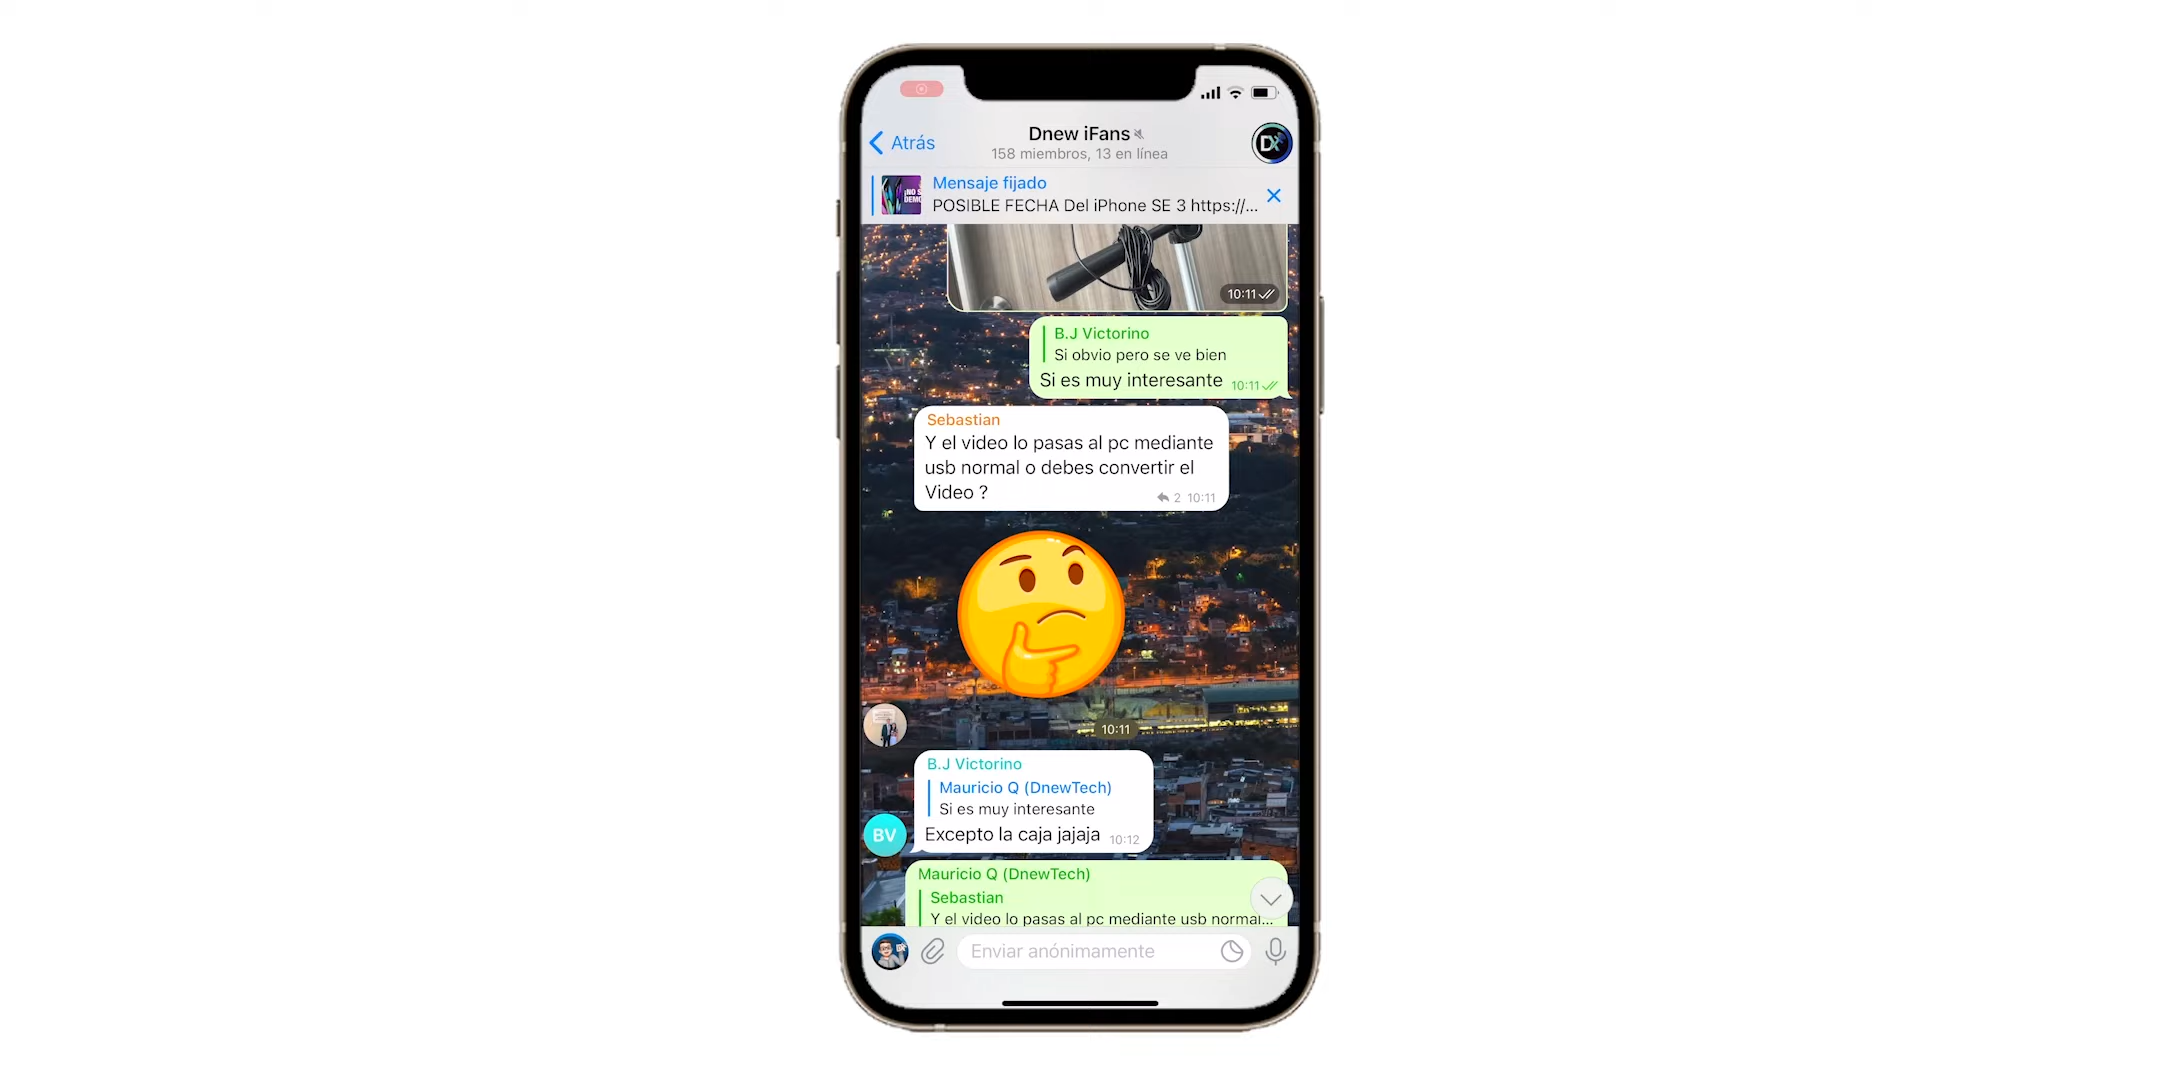 Atrás
Dnew iFans
158 miembros, 13 en línea
DX
¡NO S
DEMO
Mensaje fijado
POSIBLE FECHA Del iPhone SE 3 https://...
10:11
B.J Victorino
Si obvio pero se ve bien
Si es muy interesante 10:11
Sebastian
Y el video lo pasas al pc mediante
usb normal o debes convertir el
Video ?
2 10:11
10:11
B.J Victorino
Mauricio Q (DnewTech)
Si es muy interesante
BV
Excepto la caja jajaja 10:12
Mauricio Q (DnewTech)
Sebastian
Y el video lo pasas al pc mediante usb normal...
Enviar anónimamente